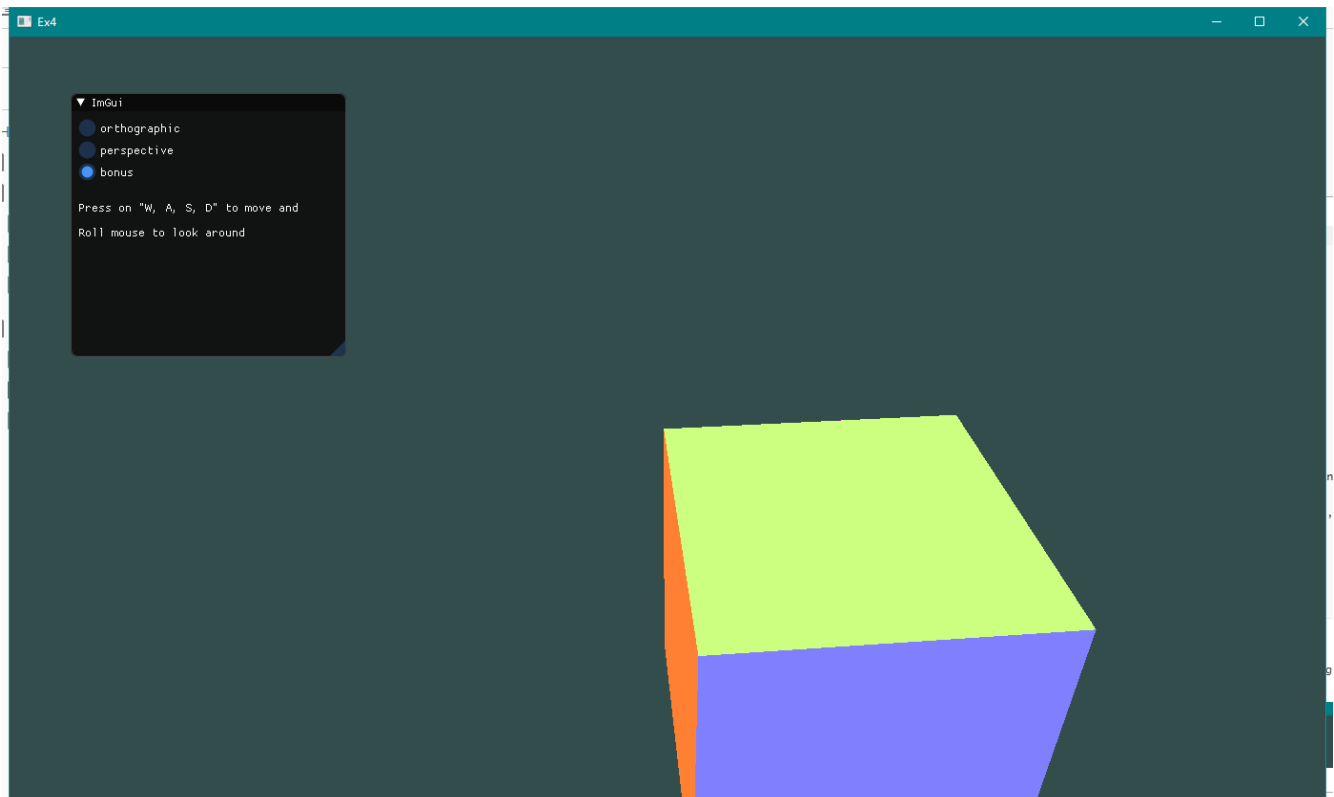 Ex4
ImGui
orthographic
perspective
bonus
Press on "W, A, S, D" to move and
Roll mouse to look around